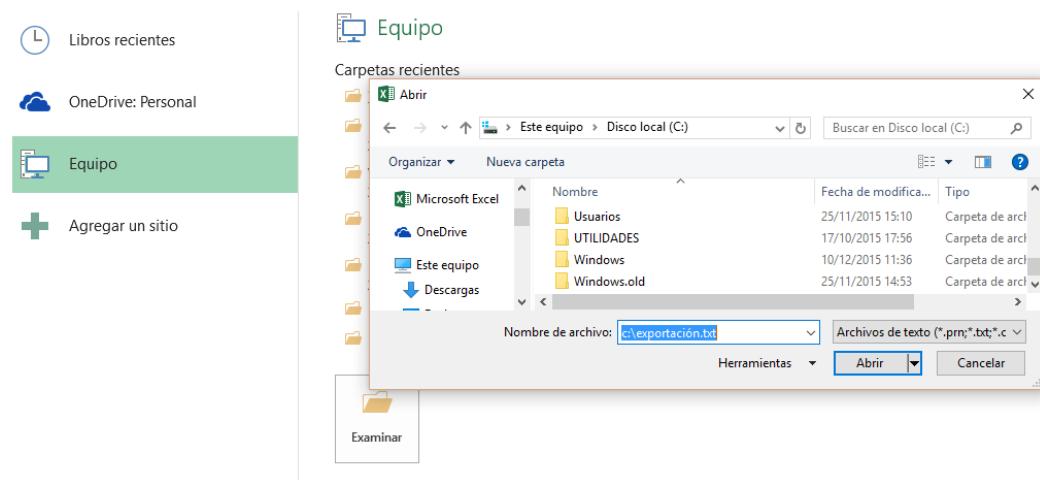 Libros recientes
OneDrive: Personal
Equipo
Agregar un sitio
Equipo
Carpetas recientes
Abrir
Este equipo > Disco local (C:)
Buscar en Disco local (C:)
Organizar
Nueva carpeta
Microsoft Excel
OneDrive
Este equipo
Descargas
Nombre Fecha de modifica... Tipo
Usuarios 25/11/2015 15:10 Carpeta de arch
UTILIDADES 17/10/2015 17:56 Carpeta de arch
Windows 10/12/2015 11:36 Carpeta de arch
Windows.old 25/11/2015 14:53 Carpeta de arch
Nombre de archivo: c:\exportación.txt Archivos de texto (*.prn;*.txt;*.c
Herramientas Abrir Cancelar
Examinar